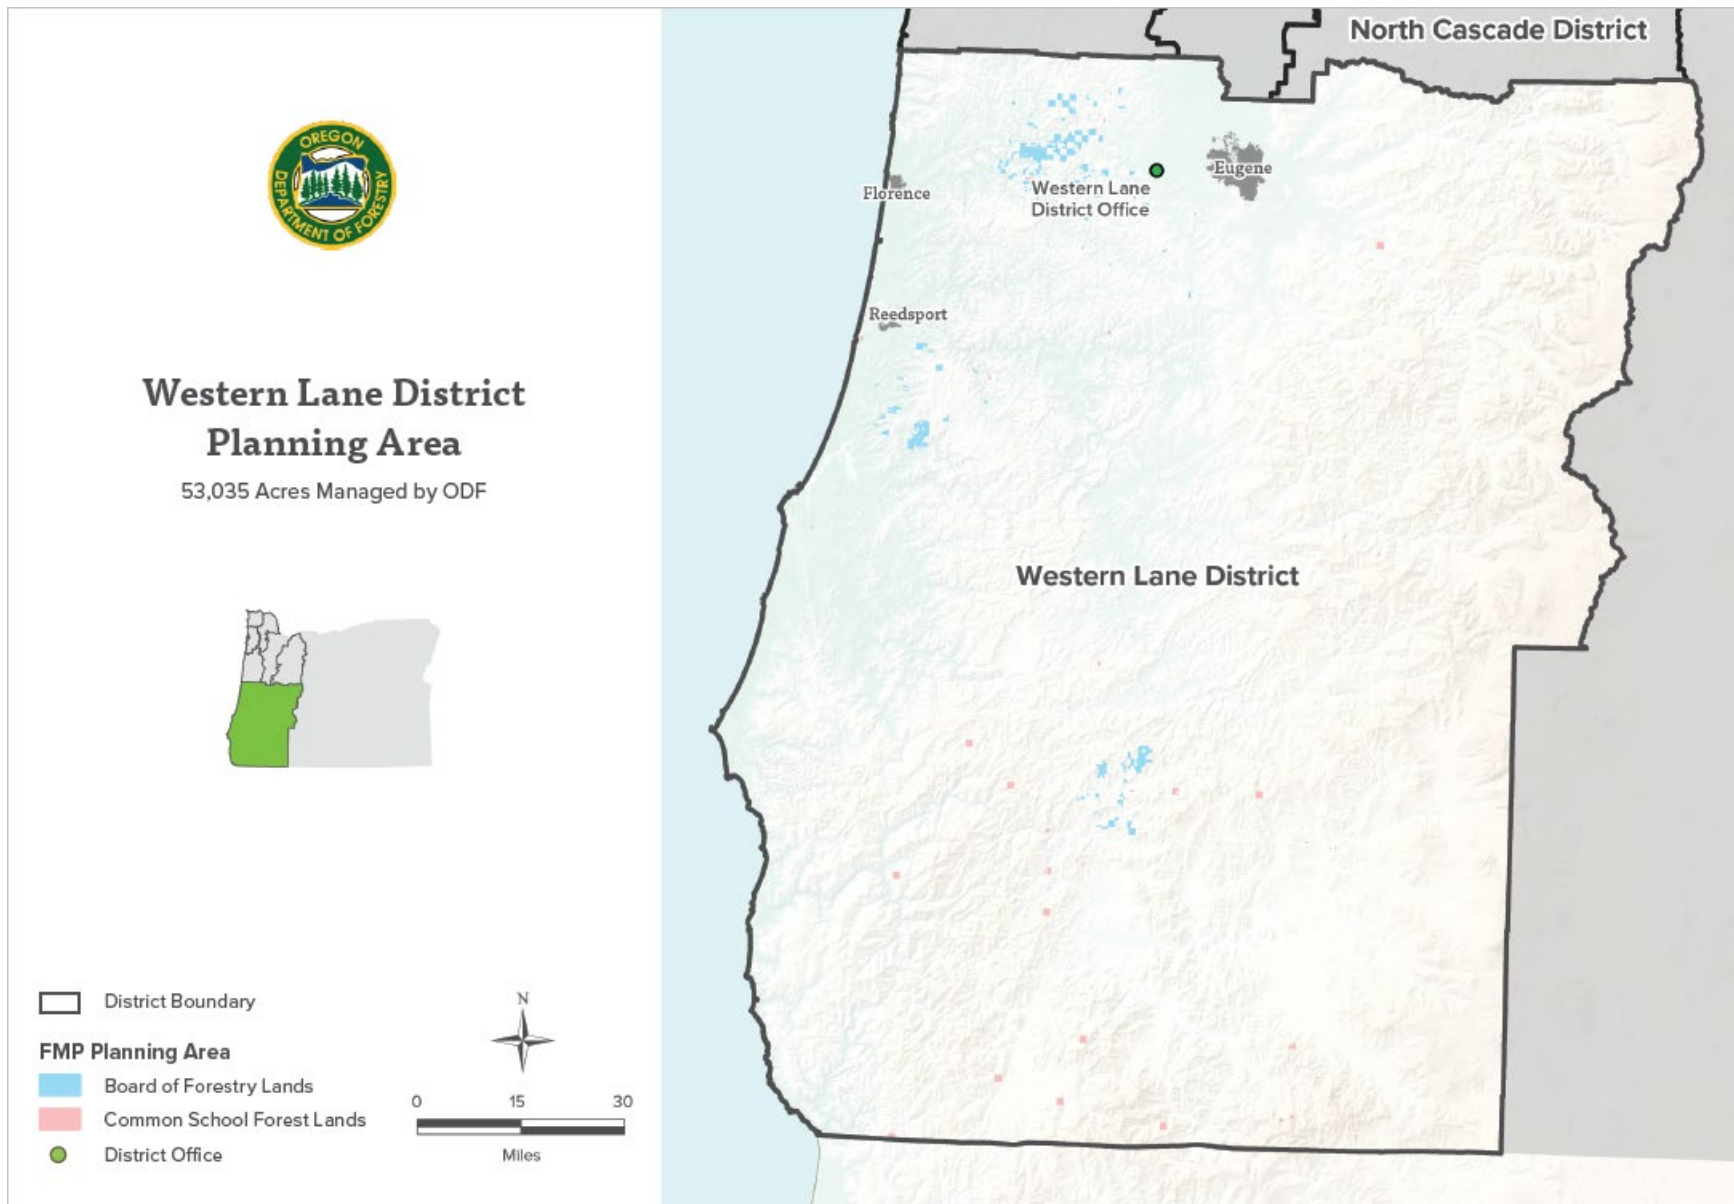 OREGON
DEPARTMENT OF FORESTRY
Western Lane District
Planning Area
53,035 Acres Managed by ODF
District Boundary
FMP Planning Area
Board of Forestry Lands
Common School Forest Lands
District Office
N
0 15 30
Miles
North Cascade District
Eugene
Florence
Western Lane
District Office
Reedsport
Western Lane District